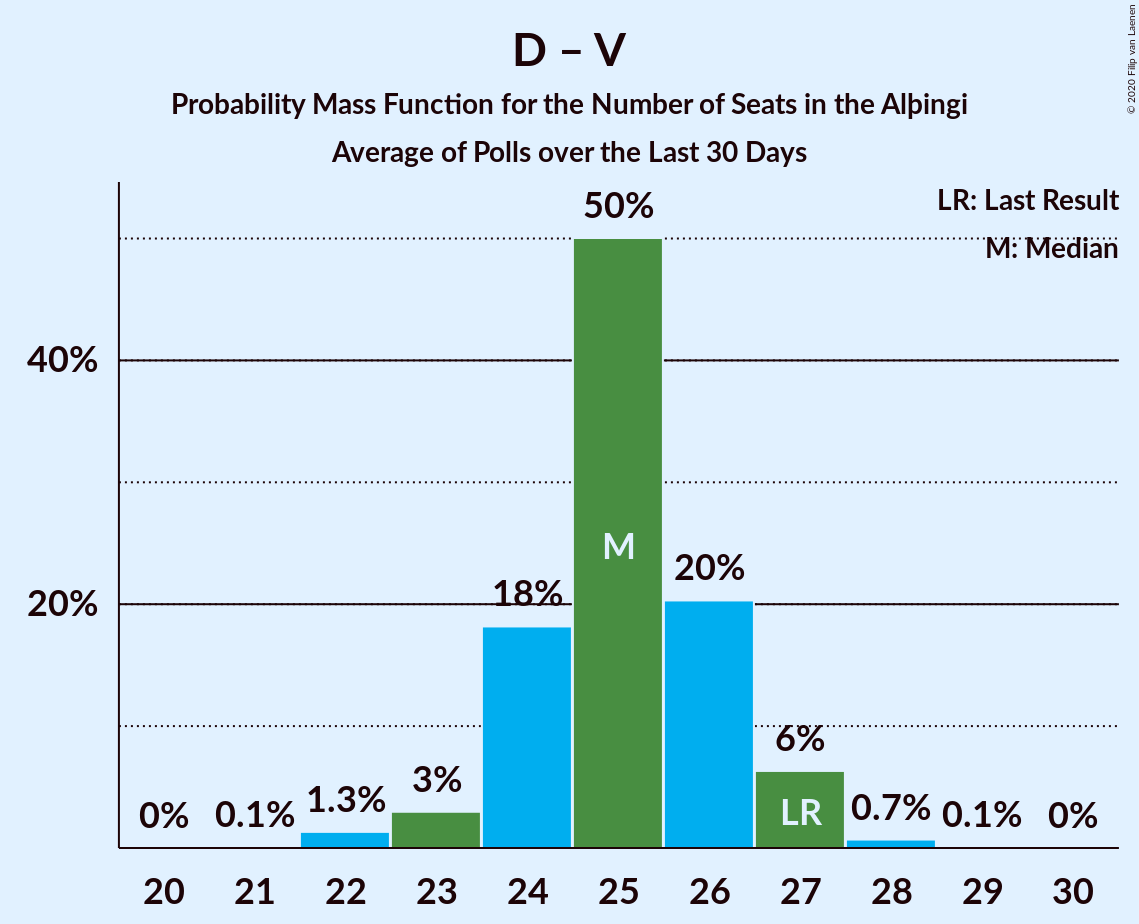 D – V
Probability Mass Function for the Number of Seats in the Alþingi
Average of Polls over the Last 30 Days
© 2020 Filip van Laenen
LR: Last Result
M: Median
50%
40%
20%
18%
20%
6%
3%
1.3%
0.7%
0%
0.1%
0.1%
0%
M
LR
20 21 22 23 24 25 26 27 28 29 30